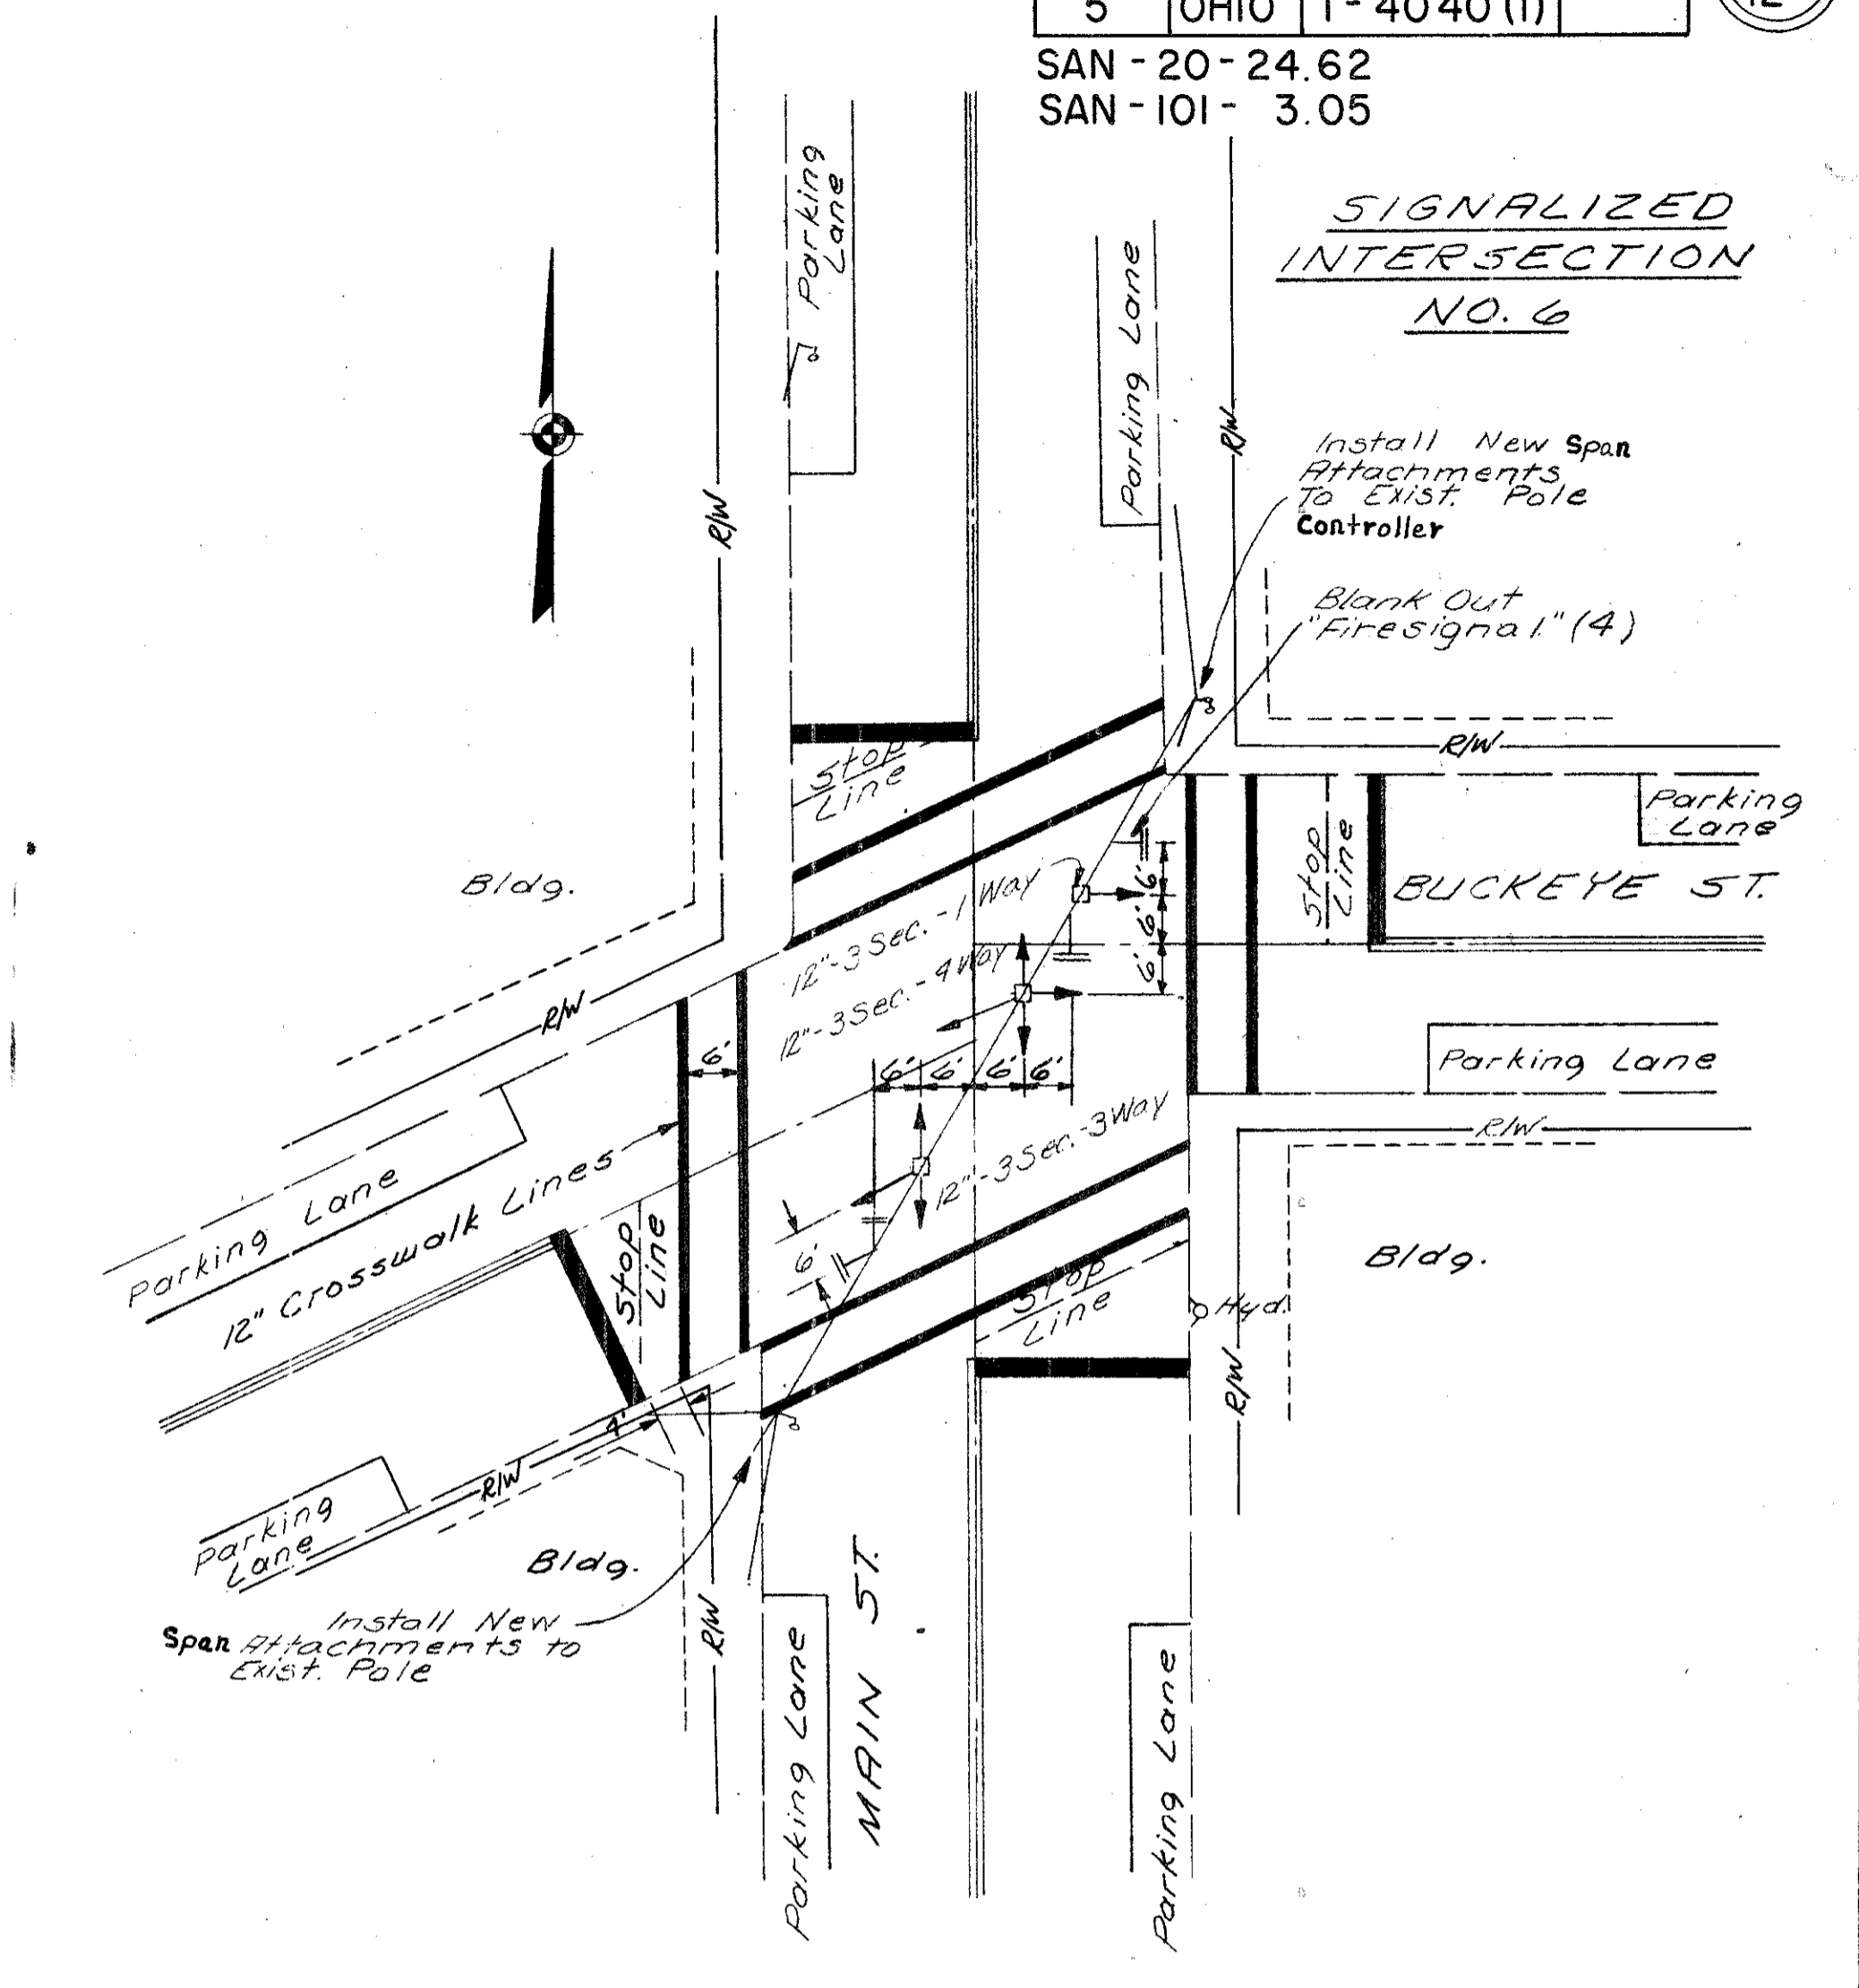 5 OHIO T-4040(1)
12
SAN-20-24.62
SAN-101- 3.05
SIGNALIZED
INTERSECTION
NO. 6
Parking
Lane
Parking Lane
R/W
R/W
Install New Span
Attachments
To Exist. Pole
Controller
Blank Out
"Firesignal" (4)
Stop
Line
R/W
Parking
Lane
Stop
Line
BUCKEYE ST.
Bldg.
12"-3 Sec.-1 Way
6'
6'
6'
12"-3 Sec.-4 Way
R/W
6'
6' 6' 6' 6'
Parking Lane
12"-3 Sec.-3 Way
R/W
Parking Lane
12" Crosswalk Lines
Stop
Line
6'
Stop
Line
Hyd.
Bldg.
R/W
4'
R/W
Parking
Lane
Bldg.
Install New
Span Attachments to
Exist. Pole
R/W
Parking Lane
MAIN ST.
Parking Lane